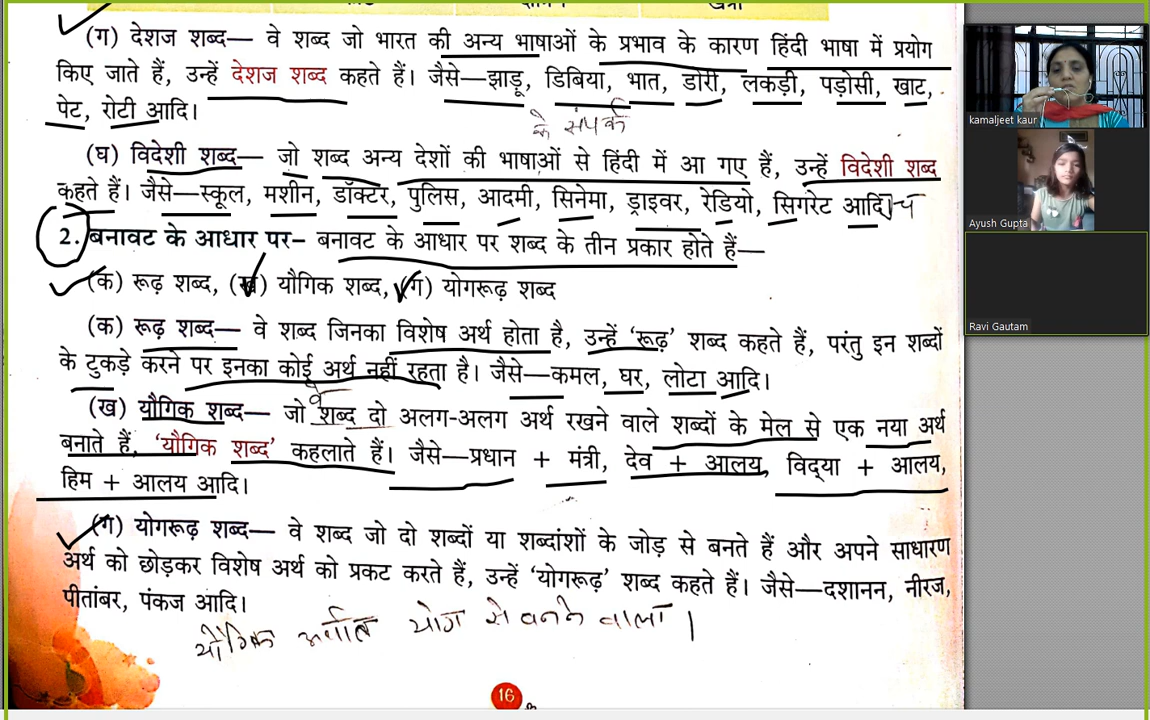 (ग) देशज शब्द— वे शब्द जो भारत की अन्य भाषाओं के प्रभाव के कारण हिंदी भाषा में प्रयोग
किए जाते हैं, उन्हें देशज शब्द कहते हैं। जैसे—झाड़ू, डिबिया, भात, डोरी, लकड़ी, पड़ोसी, खाट,
पेट, रोटी आदि।
के संपर्क
(घ) विदेशी शब्द— जो शब्द अन्य देशों की भाषाओं से हिंदी में आ गए हैं, उन्हें विदेशी शब्द
कहते हैं। जैसे—स्कूल, मशीन, डॉक्टर, पुलिस, आदमी, सिनेमा, ड्राइवर, रेडियो, सिगरेट आदि
2. बनावट के आधार पर– बनावट के आधार पर शब्द के तीन प्रकार होते हैं—
(क) रूढ़ शब्द, (ख) यौगिक शब्द, (ग) योगरूढ़ शब्द
(क) रूढ़ शब्द— वे शब्द जिनका विशेष अर्थ होता है, उन्हें ‘रूढ़’ शब्द कहते हैं, परंतु इन शब्दों
के टुकड़े करने पर इनका कोई अर्थ नहीं रहता है। जैसे—कमल, घर, लोटा आदि।
वे
(ख) यौगिक शब्द— जो शब्द दो अलग-अलग अर्थ रखने वाले शब्दों के मेल से एक नया अर्थ
बनाते हैं, ‘यौगिक शब्द’ कहलाते हैं। जैसे—प्रधान + मंत्री, देव + आलय, विद्‌या + आलय,
हिम + आलय आदि।
(ग) योगरूढ़ शब्द— वे शब्द जो दो शब्दों या शब्दांशों के जोड़ से बनते हैं और अपने साधारण
अर्थ को छोड़कर विशेष अर्थ को प्रकट करते हैं, उन्हें ‘योगरूढ़’ शब्द कहते हैं। जैसे—दशानन, नीरज,
पीतांबर, पंकज आदि।
यौगिक अर्थात योग से बनने वाला।
16
kamaljeet kaur
Ayush Gupta
Ravi Gautam